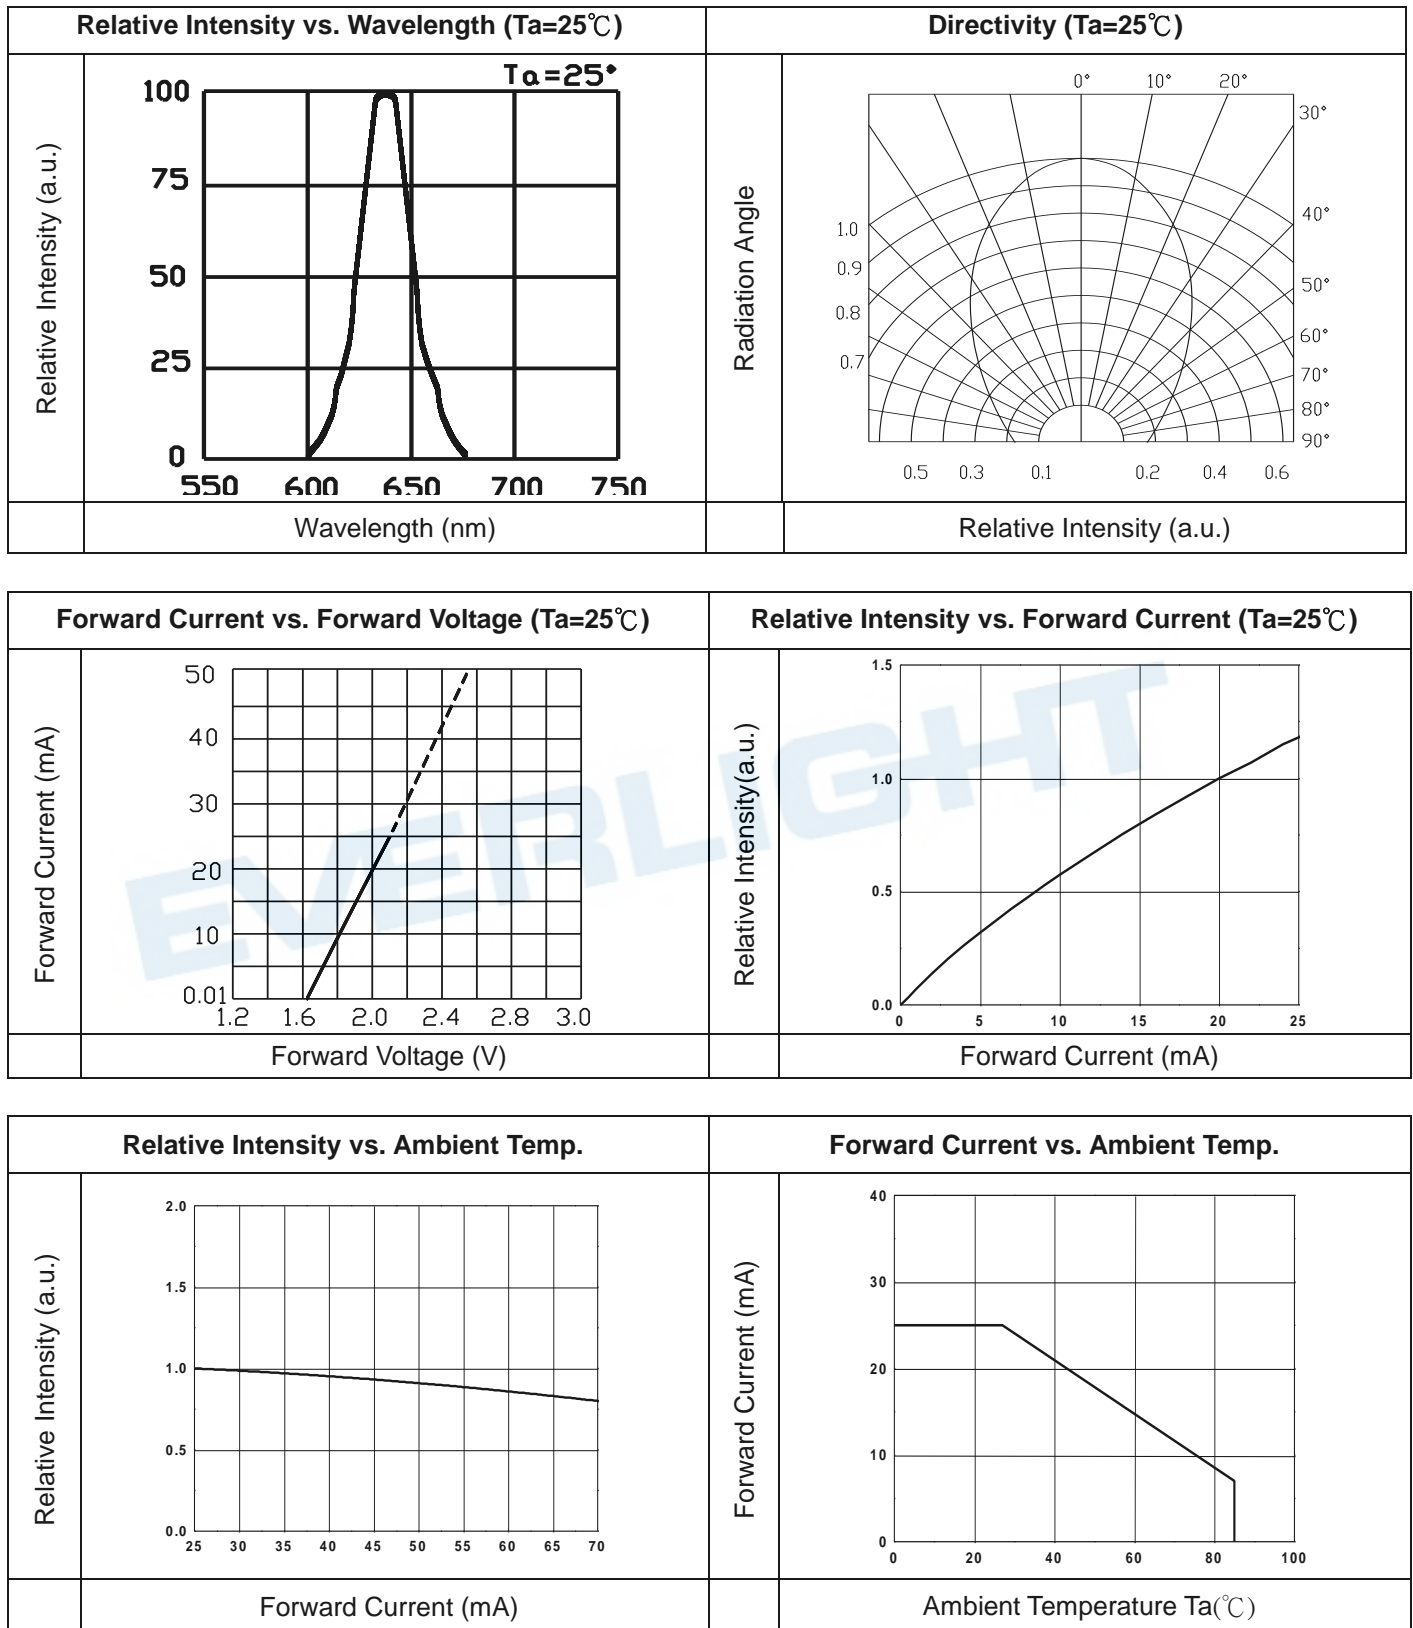 Relative Intensity vs. Wavelength (Ta=25℃)
Directivity (Ta=25℃)
Relative Intensity (a.u.)
Ta=25°
100
75
50
25
0
550 600 650 700 750
Wavelength (nm)
Radiation Angle
0° 10° 20°
30°
40°
50°
60°
70°
80°
90°
1.0
0.9
0.8
0.7
0.5 0.3 0.1 0.2 0.4 0.6
Relative Intensity (a.u.)
Forward Current vs. Forward Voltage (Ta=25℃)
Relative Intensity vs. Forward Current (Ta=25℃)
EVERLIGHT
Forward Current (mA)
50
40
30
20
10
0.01
1.2 1.6 2.0 2.4 2.8 3.0
Forward Voltage (V)
Relative Intensity(a.u.)
1.5
1.0
0.5
0.0
0 5 10 15 20 25
Forward Current (mA)
Relative Intensity vs. Ambient Temp.
Forward Current vs. Ambient Temp.
Relative Intensity (a.u.)
2.0
1.5
1.0
0.5
0.0
25 30 35 40 45 50 55 60 65 70
Forward Current (mA)
Forward Current (mA)
40
30
20
10
0
0 20 40 60 80 100
Ambient Temperature Ta(℃)